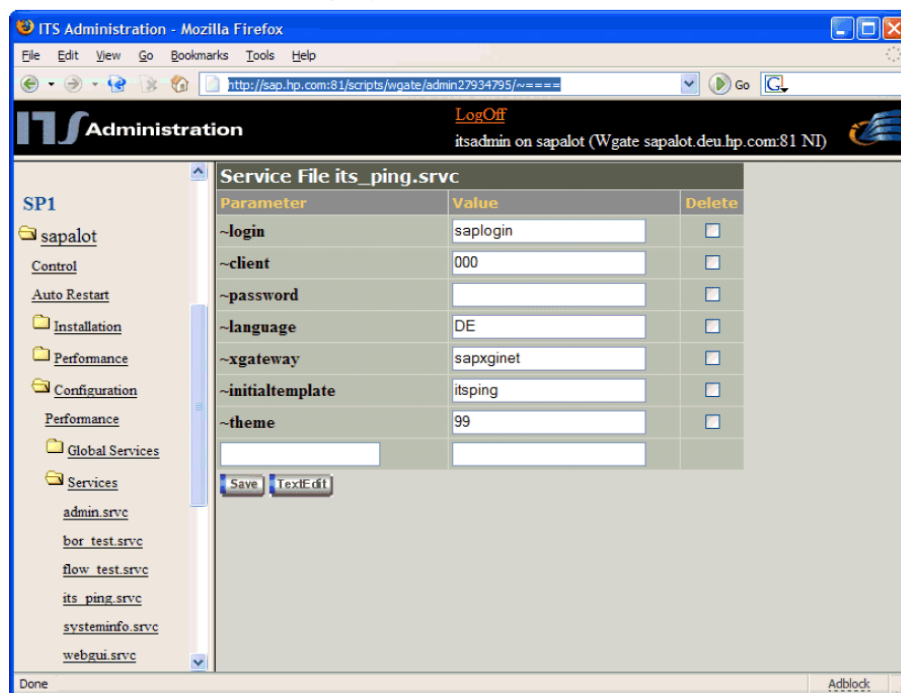 ITS Administration - Mozilla Firefox
File Edit View Go Bookmarks Tools Help
http://sap.hp.com:81/scripts/wgate/admin27934795/~===== Go G
ITS Administration
LogOff
itsadmin on sapalot (Wgate sapalot.deu.hp.com:81 NI)
SP1
sapalot
Control
Auto Restart
Installation
Performance
Configuration
Performance
Global Services
Services
admin.srvc
bor_test.srvc
flow_test.srvc
its_ping.srvc
systeminfo.srvc
webgui.srvc
Service File its_ping.srvc
Parameter Value Delete
~login saplogin
~client 000
~password
~language DE
~xgateway sapxginet
~initialtemplate itsping
~theme 99
Save TextEdit
Done Adblock